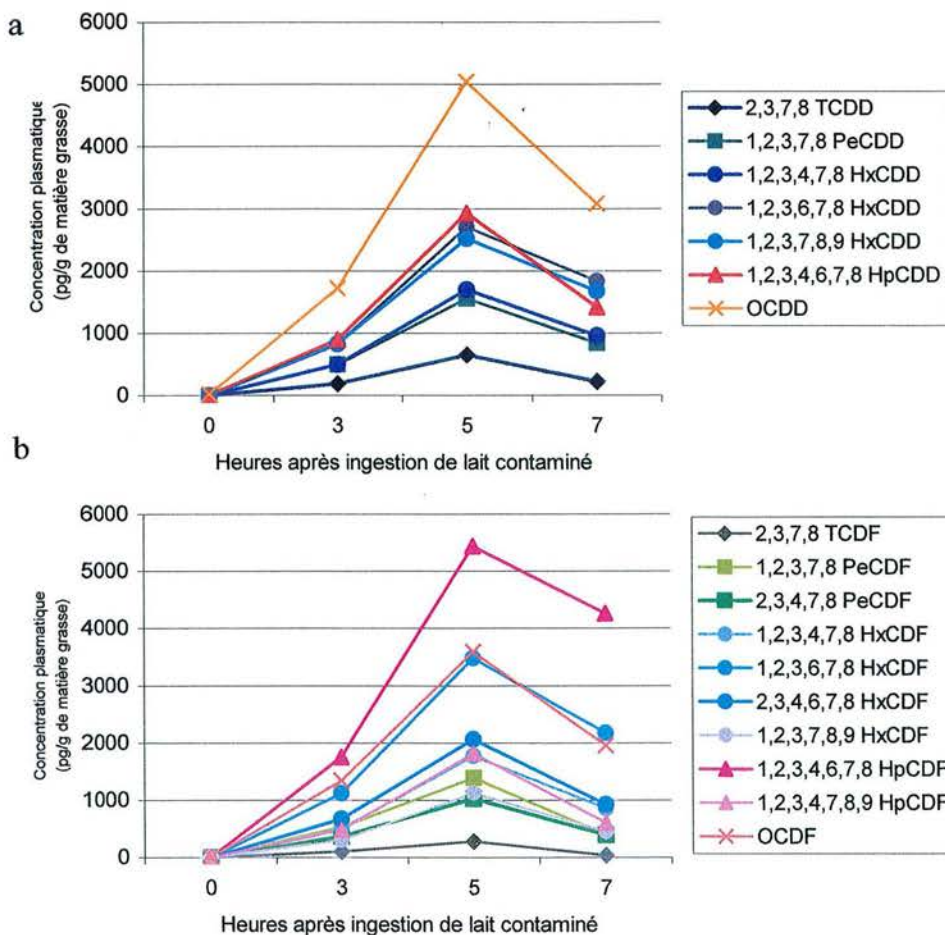 a
Concentration plasmatique
(pg/g de matière grasse)
6000
5000
4000
3000
2000
1000
0
0 3 5 7
Heures après ingestion de lait contaminé
2,3,7,8 TCDD
1,2,3,7,8 PeCDD
1,2,3,4,7,8 HxCDD
1,2,3,6,7,8 HxCDD
1,2,3,7,8,9 HxCDD
1,2,3,4,6,7,8 HpCDD
OCDD
b
Concentration plasmatique
(pg/g de matière grasse)
6000
5000
4000
3000
2000
1000
0
0 3 5 7
Heures après ingestion de lait contaminé
2,3,7,8 TCDF
1,2,3,7,8 PeCDF
2,3,4,7,8 PeCDF
1,2,3,4,7,8 HxCDF
1,2,3,6,7,8 HxCDF
2,3,4,6,7,8 HxCDF
1,2,3,7,8,9 HxCDF
1,2,3,4,6,7,8 HpCDF
1,2,3,4,7,8,9 HpCDF
OCDF